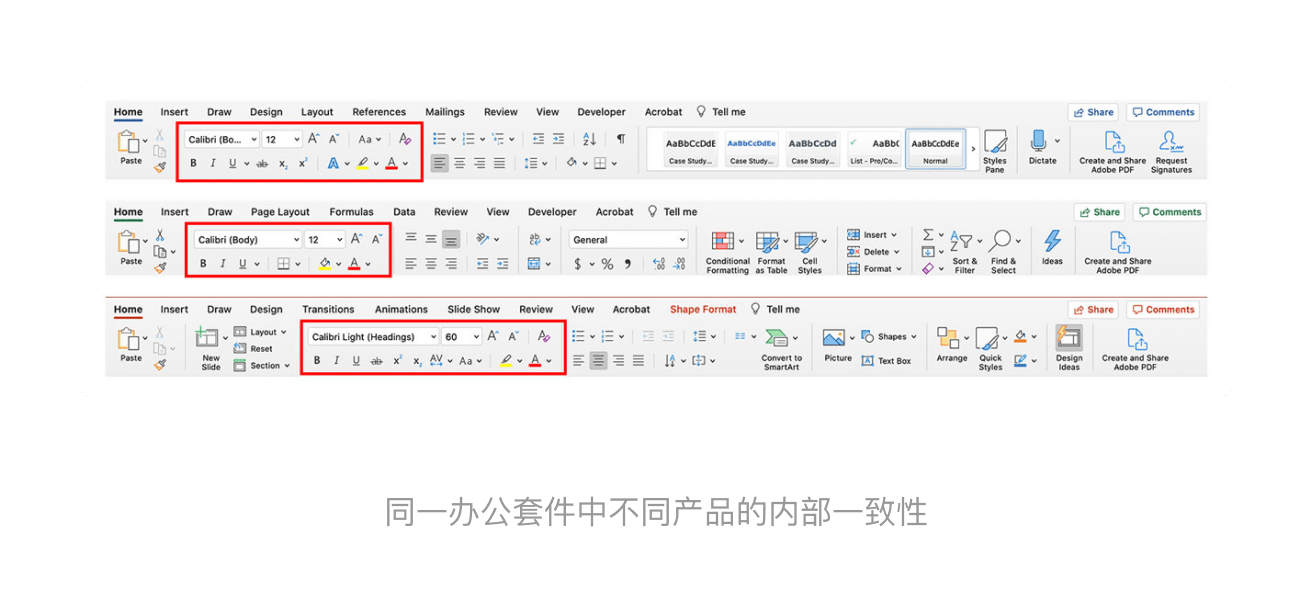 Home Insert Draw Design Layout References Mailings Review View Developer Acrobat Tell me Share Comments
Calibri (Bo... 12 A A Aa A
AaBbCcDdE AaBbCcDdEe AaBbCcDd AaBb( AaBbCcDdEe
B I U ab x₂ x² A A
Paste Case Study... Case Study... Case Study... List - Pro/Co... Normal Styles Pane Dictate Create and Share Adobe PDF Request Signatures
Home Insert Draw Page Layout Formulas Data Review View Developer Acrobat Tell me Share Comments
Calibri (Body) 12 A A ab General Insert
Delete
B I U A $ % Format
Paste Conditional Formatting Format as Table Cell Styles Sort & Filter Find & Select Ideas Create and Share Adobe PDF
Home Insert Draw Design Transitions Animations Slide Show Review View Acrobat Shape Format Tell me Share Comments
Layout Calibri Light (Headings) 60 A A A Shapes
Reset
Paste New Slide Section B I U ab x² x₂ AV Aa A Convert to SmartArt Picture Text Box Arrange Quick Styles Design Ideas Create and Share Adobe PDF
同一办公套件中不同产品的内部一致性